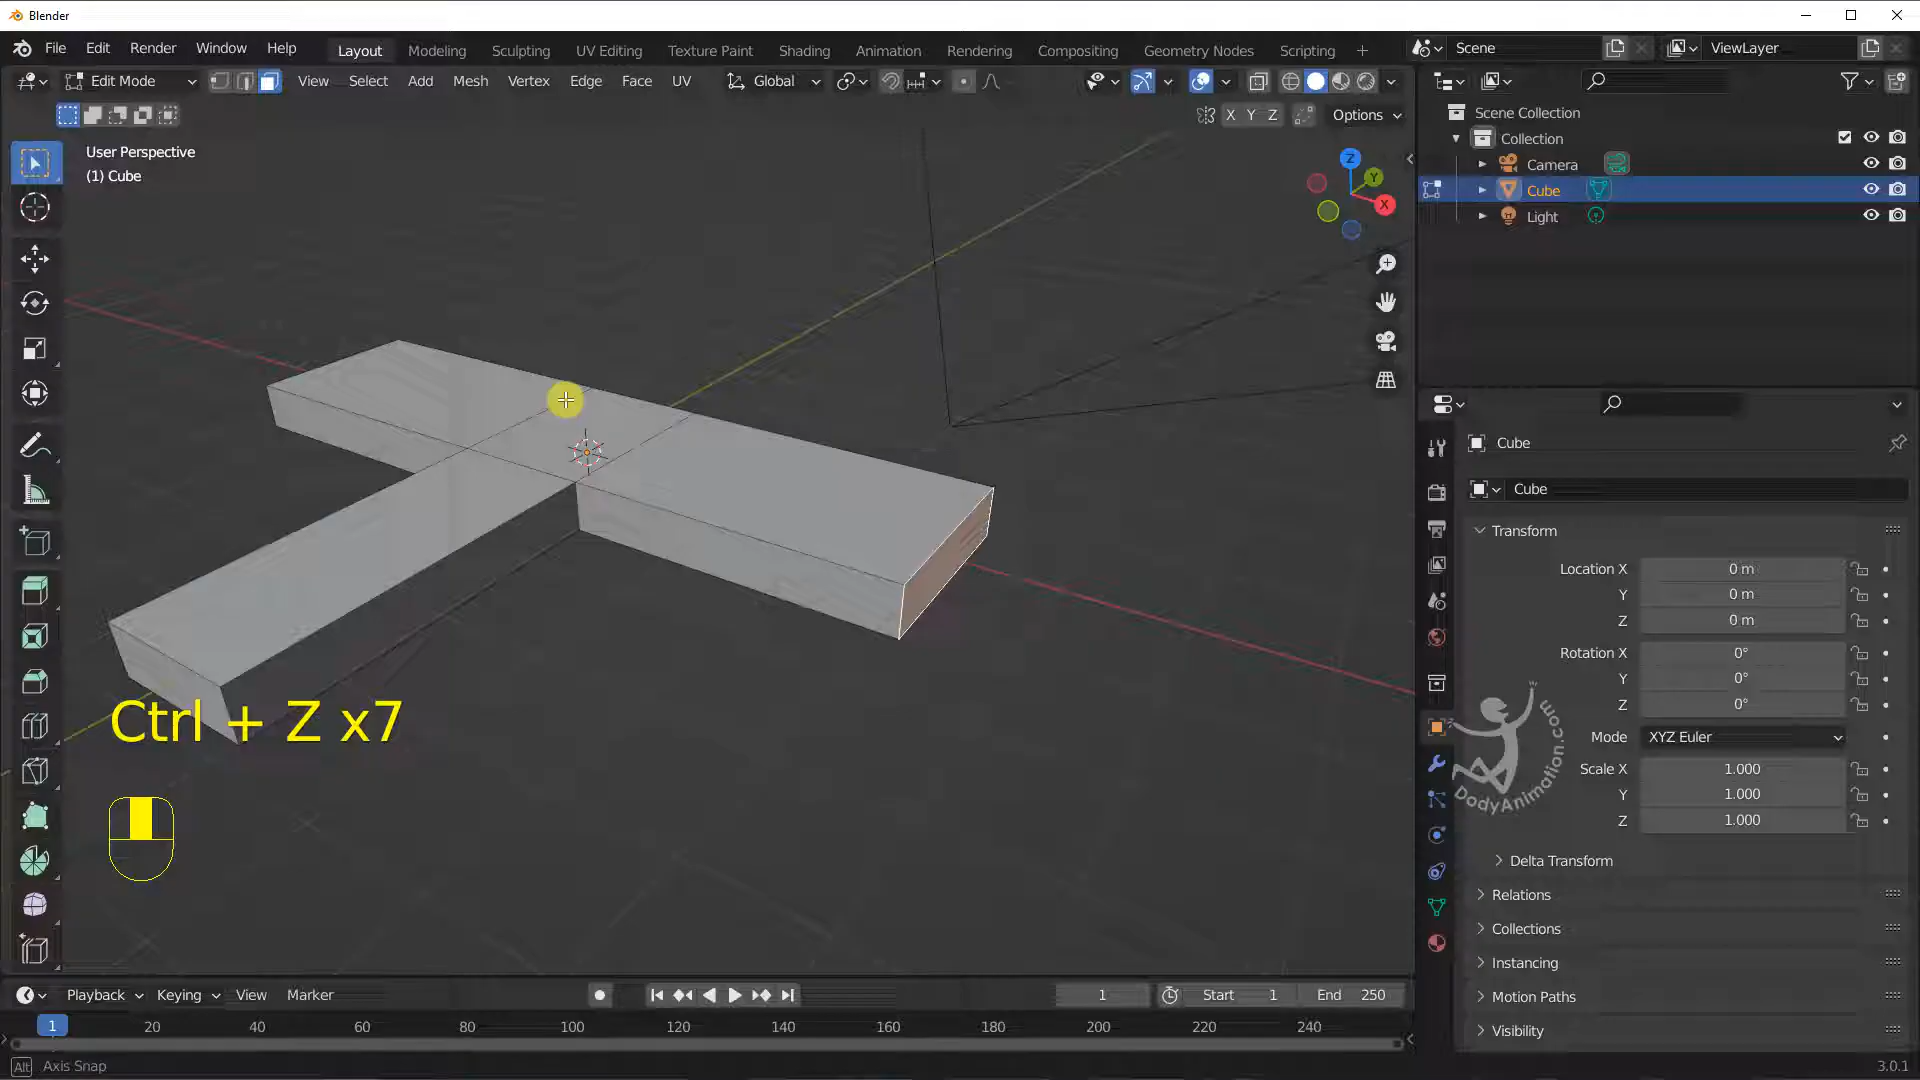 Blender
File Edit Render Window Help Layout Modeling Sculpting UV Editing Texture Paint Shading Animation Rendering Compositing Geometry Nodes Scripting + Scene ViewLayer
Edit Mode View Select Add Mesh Vertex Edge Face UV Global
X Y Z Options
User Perspective
(1) Cube
Z
Y
X
Scene Collection
Collection
Camera
Cube
Light
Cube
Cube
Transform
Location X 0 m
Y 0 m
Z 0 m
Rotation X 0°
Y 0°
Z 0°
Mode XYZ Euler
Scale X 1.000
Y 1.000
Z 1.000
DodyAnimation.com
Delta Transform
Relations
Collections
Instancing
Motion Paths
Visibility
Ctrl + Z x7
Playback Keying View Marker 1 Start 1 End 250
1 20 40 60 80 100 120 140 160 180 200 220 240
Alt Axis Snap 3.0.1